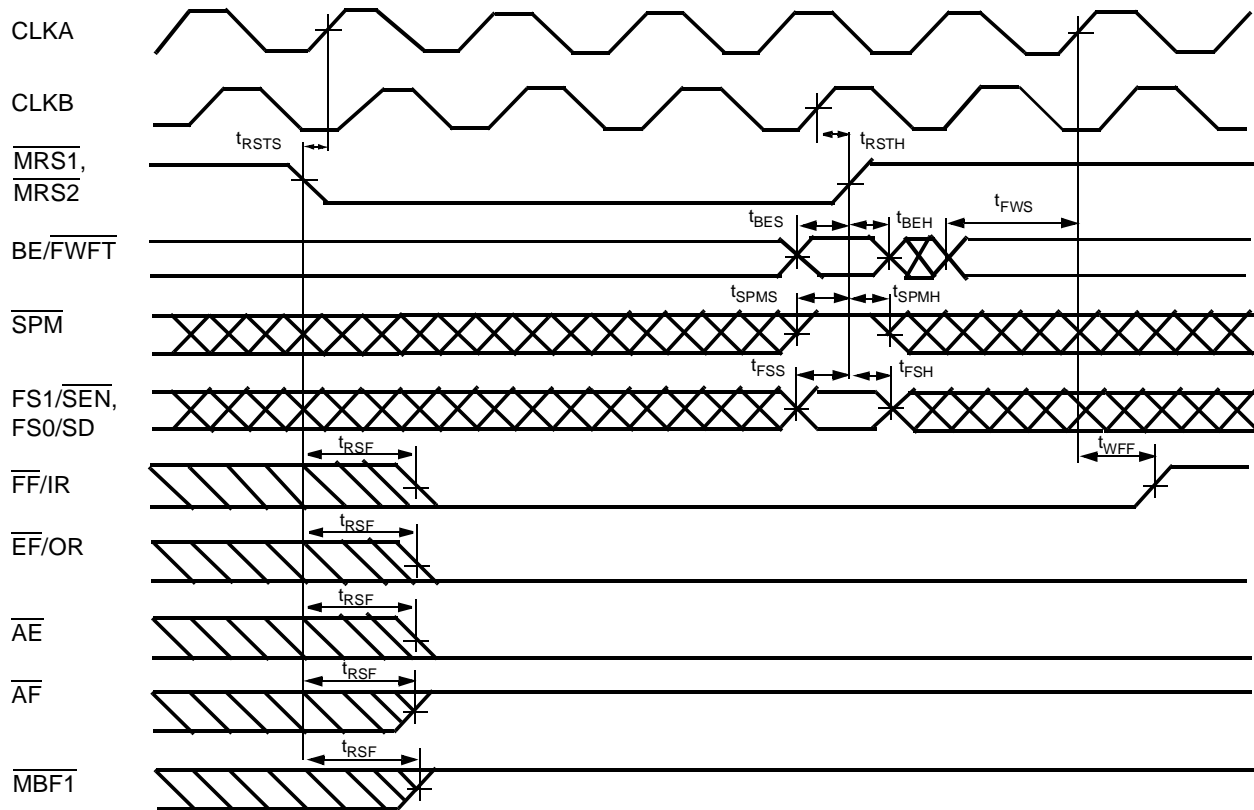 CLKA
CLKB
tRSTS
tRSTH
MRS1,
MRS2
tBES
tBEH
tFWS
BE/FWFT
tSPMS
tSPMH
SPM
tFSS
tFSH
FS1/SEN,
FS0/SD
tRSF
tWFF
FF/IR
tRSF
EF/OR
tRSF
AE
tRSF
AF
tRSF
MBF1